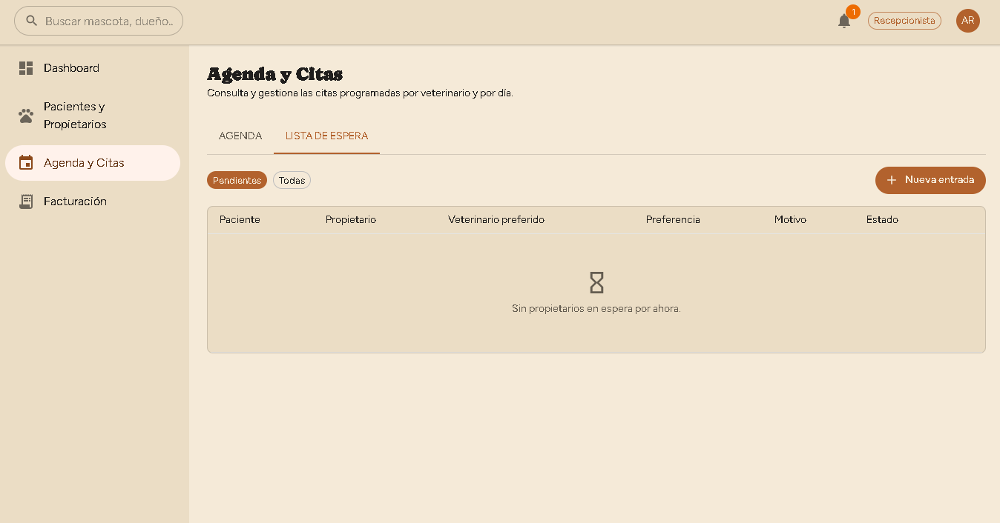 Buscar mascota, dueño..
1
Recepcionista
AR
Dashboard
Pacientes y
Propietarios
Agenda y Citas
Facturación
Agenda y Citas
Consulta y gestiona las citas programadas por veterinario y por día.
AGENDA
LISTA DE ESPERA
Pendientes
Todas
Nueva entrada
Paciente
Propietario
Veterinario preferido
Preferencia
Motivo
Estado
Sin propietarios en espera por ahora.